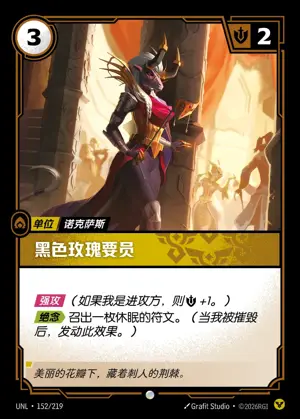 3
2
单位 诺克萨斯
黑色玫瑰要员
强攻（如果我是进攻方，则 +1。）
绝念 召出一枚休眠的符文。（当我被摧毁
后，发动此效果。）
美丽的花瓣下，藏着刺人的荆棘。
UNL • 152/219 Grafit Studio • ©2026RGI